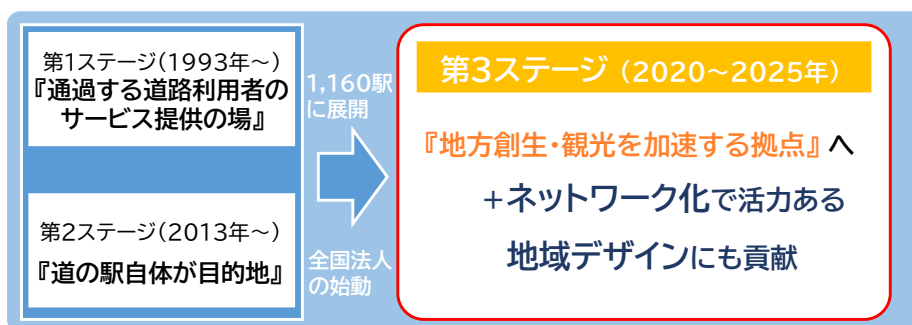 第1ステージ(1993年~)
『通過する道路利用者の
サービス提供の場』
第2ステージ(2013年~)
『道の駅自体が目的地』
1,160駅
に展開
全国法人
の始動
第3ステージ(2020~2025年)
『地方創生・観光を加速する拠点』へ
+ネットワーク化で活力ある
地域デザインにも貢献